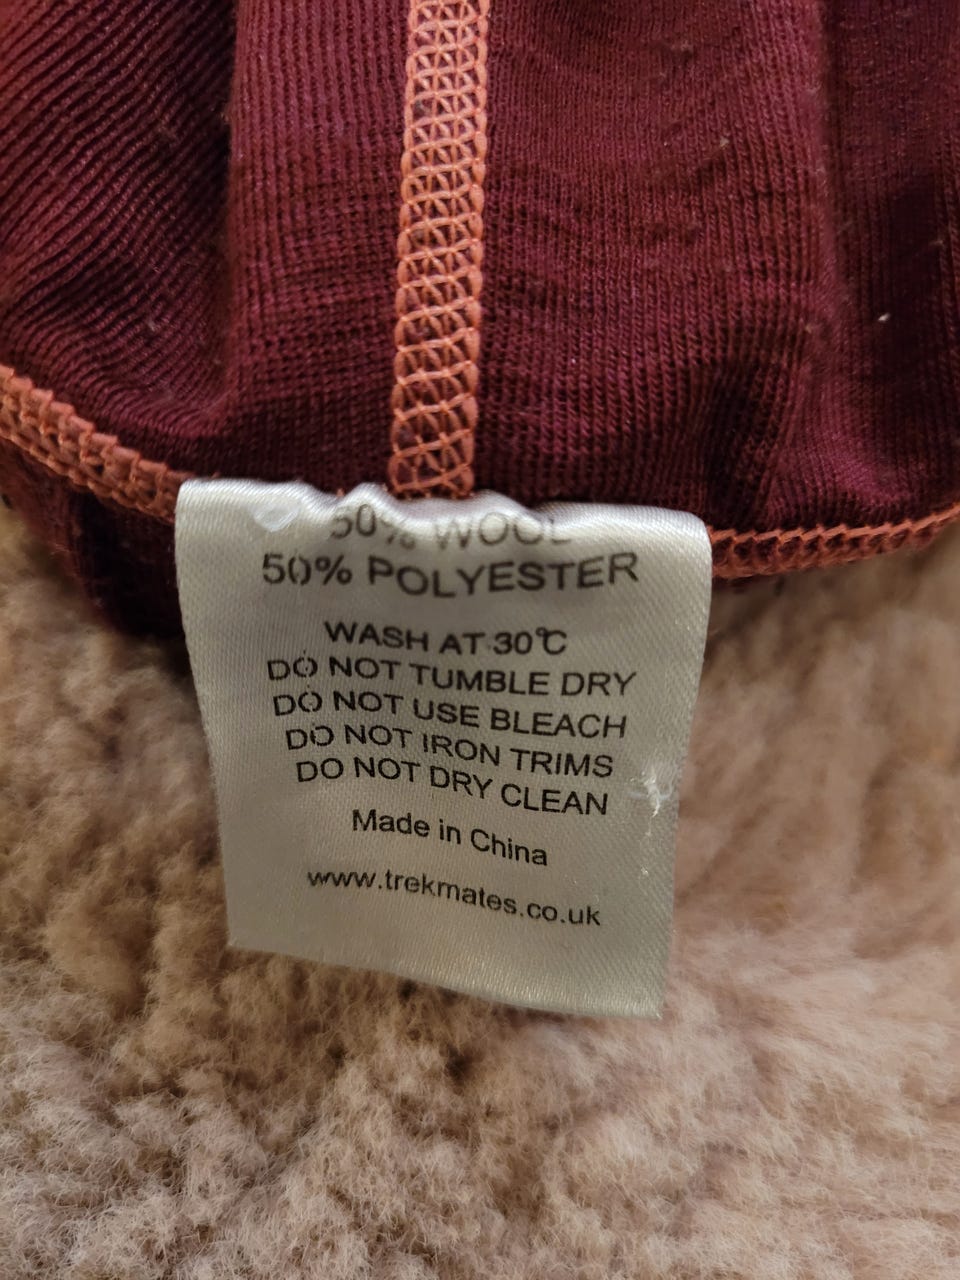 50% WOOL
50% POLYESTER
WASH AT 30℃
DO NOT TUMBLE DRY
DO NOT USE BLEACH
DO NOT IRON TRIMS
DO NOT DRY CLEAN
Made in China
www.trekmates.co.uk